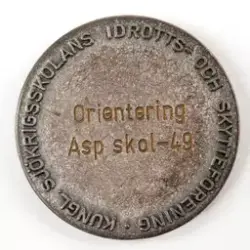 KUNGL. SJÖKRIGSSKOLANS IDROTTS- OCH SKYTTEFÖRENING
Orientering
Asp skol-49